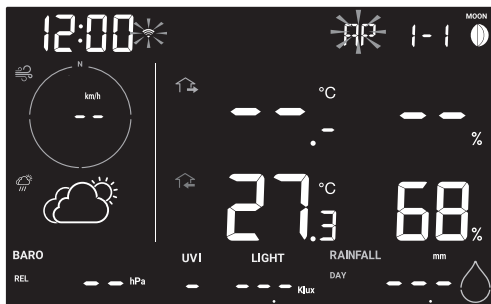 12:00 AP 1-1 MOON
N
km/h
--
°C
--.-
--
%
27.3 °C
68%
BARO UVI LIGHT RAINFALL mm
REL -- hPa - ---.- Klux DAY ---.-